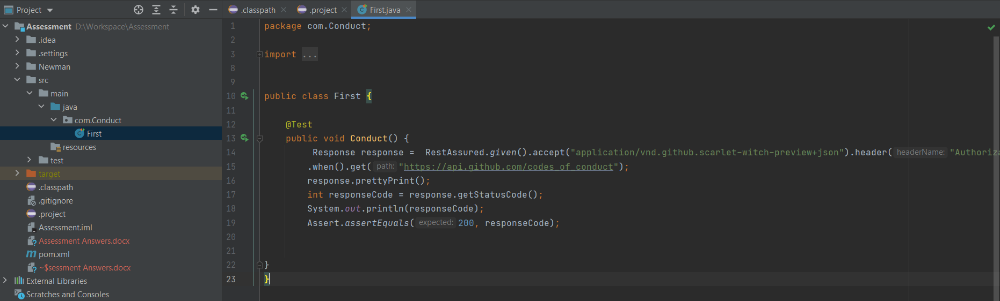 Project
Assessment D:\Workspace\Assessment
.idea
.settings
Newman
src
main
java
com.Conduct
First
resources
test
target
.classpath
.gitignore
.project
Assessment.iml
Assessment Answers.docx
pom.xml
~$sessment Answers.docx
External Libraries
Scratches and Consoles
.classpath .project First.java
1 package com.Conduct;
2
3 import ...
8
9
10 public class First {
11
12 @Test
13 public void Conduct() {
14 Response response = RestAssured.given().accept("application/vnd.github.scarlet-witch-preview+json").header( headerName: "Authoriza
15 .when().get( path: "https://api.github.com/codes_of_conduct");
16 response.prettyPrint();
17 int responseCode = response.getStatusCode();
18 System.out.println(responseCode);
19 Assert.assertEquals( expected: 200, responseCode);
20
21
22 }
23 }